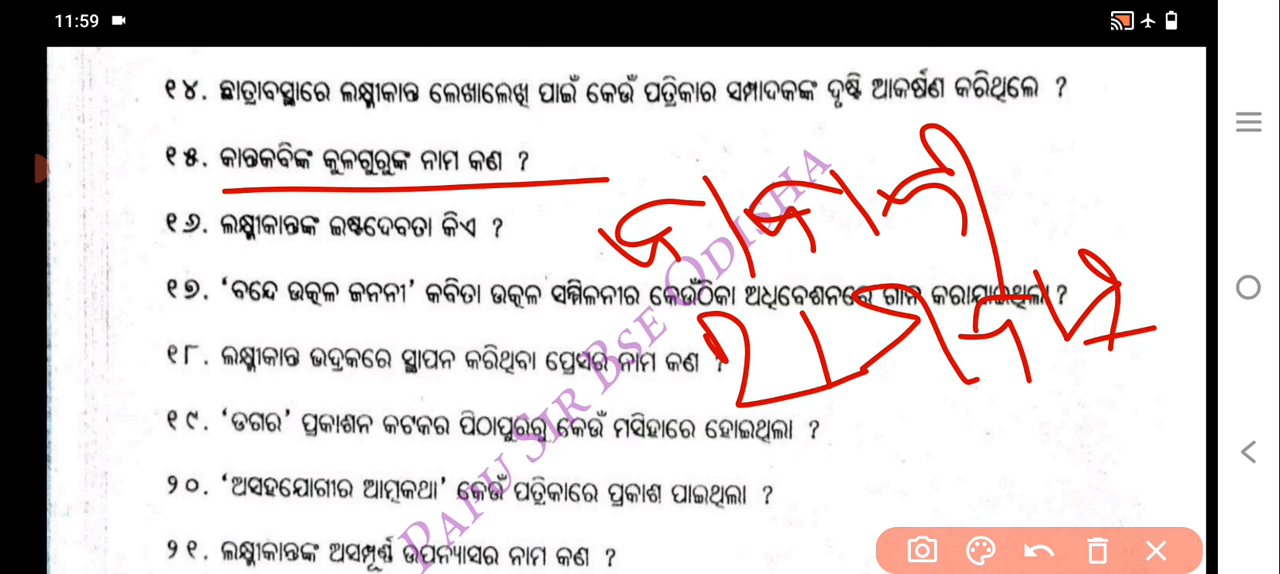 11:59
୧୪. ଛାତ୍ରାବସ୍ଥାରେ ଲକ୍ଷ୍ମୀକାନ୍ତ ଲେଖାଲେଖି ପାଇଁ କେଉଁ ପତ୍ରିକାର ସମ୍ପାଦକଙ୍କ ଦୃଷ୍ଟି ଆକର୍ଷଣ କରିଥିଲେ ?
୧୫. କାନ୍ତକବିଙ୍କ କୁଳଗୁରୁଙ୍କ ନାମ କଣ ?
୧୬. ଲକ୍ଷ୍ମୀକାନ୍ତଙ୍କ ଇଷ୍ଟଦେବତା କିଏ ?
୧୭. 'ବନ୍ଦେ ଉତ୍କଳ ଜନନୀ' କବିତା ଉତ୍କଳ ସମ୍ମିଳନୀର କେଉଁଠିକା ଅଧିବେଶନରେ ଗାନ କରାଯାଇଥିଲା ?
୧୮. ଲକ୍ଷ୍ମୀକାନ୍ତ ଭଦ୍ରକରେ ସ୍ଥାପନ କରିଥିବା ପ୍ରେସର ନାମ କଣ ?
୧୯. 'ଡଗର' ପ୍ରକାଶନ କଟକର ପିଠାପୁରରୁ କେଉଁ ମସିହାରେ ହୋଇଥିଲା ?
୨୦. 'ଅସହଯୋଗୀର ଆତ୍ମକଥା' କେଉଁ ପତ୍ରିକାରେ ପ୍ରକାଶ ପାଇଥିଲା ?
୨୧. ଲକ୍ଷ୍ମୀକାନ୍ତଙ୍କ ଅସମ୍ପୂର୍ଣ୍ଣ ଉପନ୍ୟାସର ନାମ କଣ ?
PAPU SIR BSE ODISHA